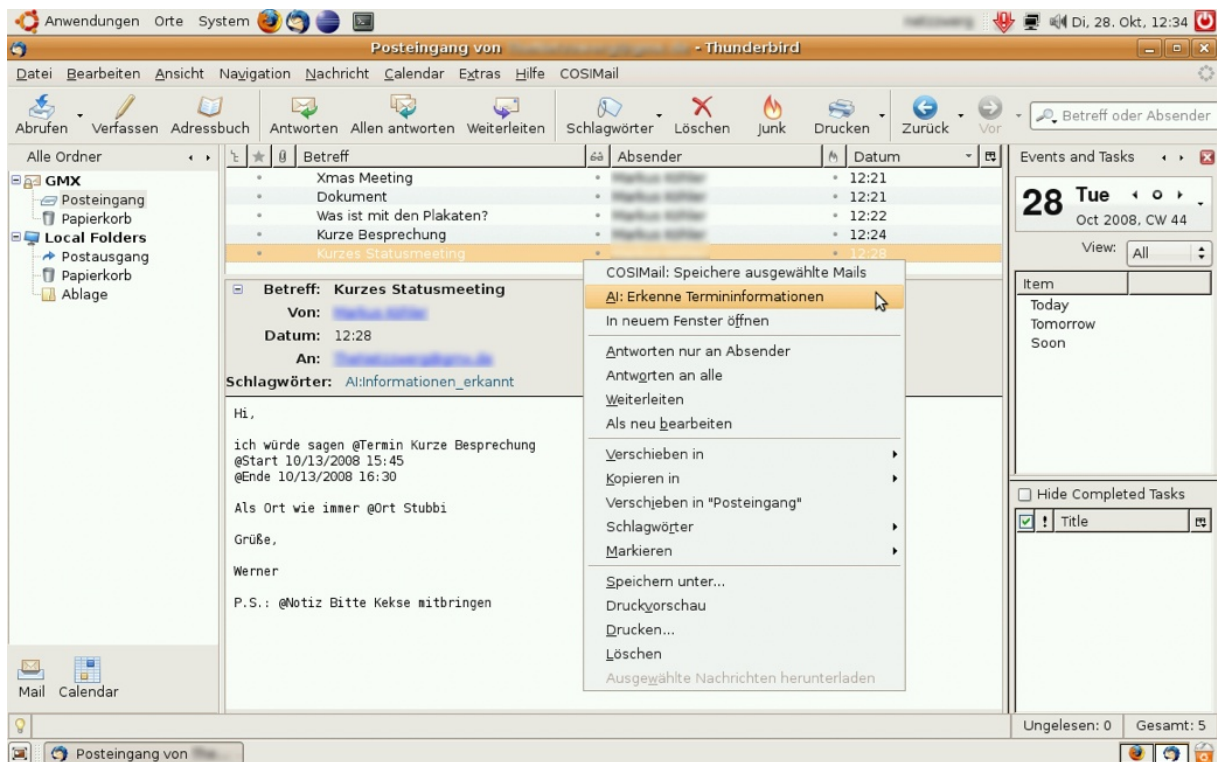 Anwendungen Orte System
Di, 28. Okt, 12:34
Posteingang von - Thunderbird
Datei Bearbeiten Ansicht Navigation Nachricht Calendar Extras Hilfe COSIMail
Abrufen Verfassen Adressbuch Antworten Allen antworten Weiterleiten Schlagwörter Löschen Junk Drucken Zurück Vor Betreff oder Absender
Alle Ordner
GMX
Posteingang
Papierkorb
Local Folders
Postausgang
Papierkorb
Ablage
Betreff Absender Datum
Xmas Meeting 12:21
Dokument 12:21
Was ist mit den Plakaten? 12:22
Kurze Besprechung 12:24
Kurzes Statusmeeting 12:28
Betreff: Kurzes Statusmeeting
Von:
Datum: 12:28
An:
Schlagwörter: AI:Informationen_erkannt
Hi,
ich würde sagen @Termin Kurze Besprechung
@Start 10/13/2008 15:45
@Ende 10/13/2008 16:30
Als Ort wie immer @Ort Stubbi
Grüße,
Werner
P.S.: @Notiz Bitte Kekse mitbringen
COSIMail: Speichere ausgewählte Mails
AI: Erkenne Termininformationen
In neuem Fenster öffnen
Antworten nur an Absender
Antworten an alle
Weiterleiten
Als neu bearbeiten
Verschieben in
Kopieren in
Verschieben in "Posteingang"
Schlagwörter
Markieren
Speichern unter...
Druckvorschau
Drucken...
Löschen
Ausgewählte Nachrichten herunterladen
Events and Tasks
28 Tue
Oct 2008, CW 44
View: All
Item
Today
Tomorrow
Soon
Hide Completed Tasks
! Title
Mail Calendar
Ungelesen: 0 Gesamt: 5
Posteingang von